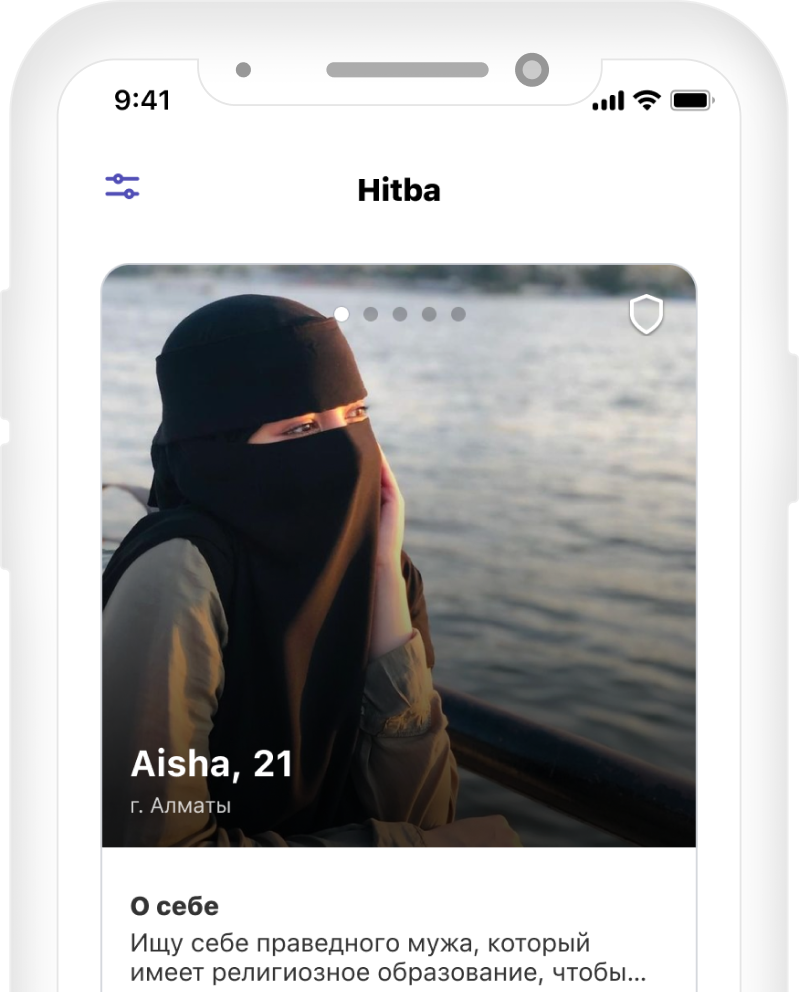 9:41
Hitba
Aisha, 21
г. Алматы
О себе
Ищу себе праведного мужа, который
имеет религиозное образование, чтобы...